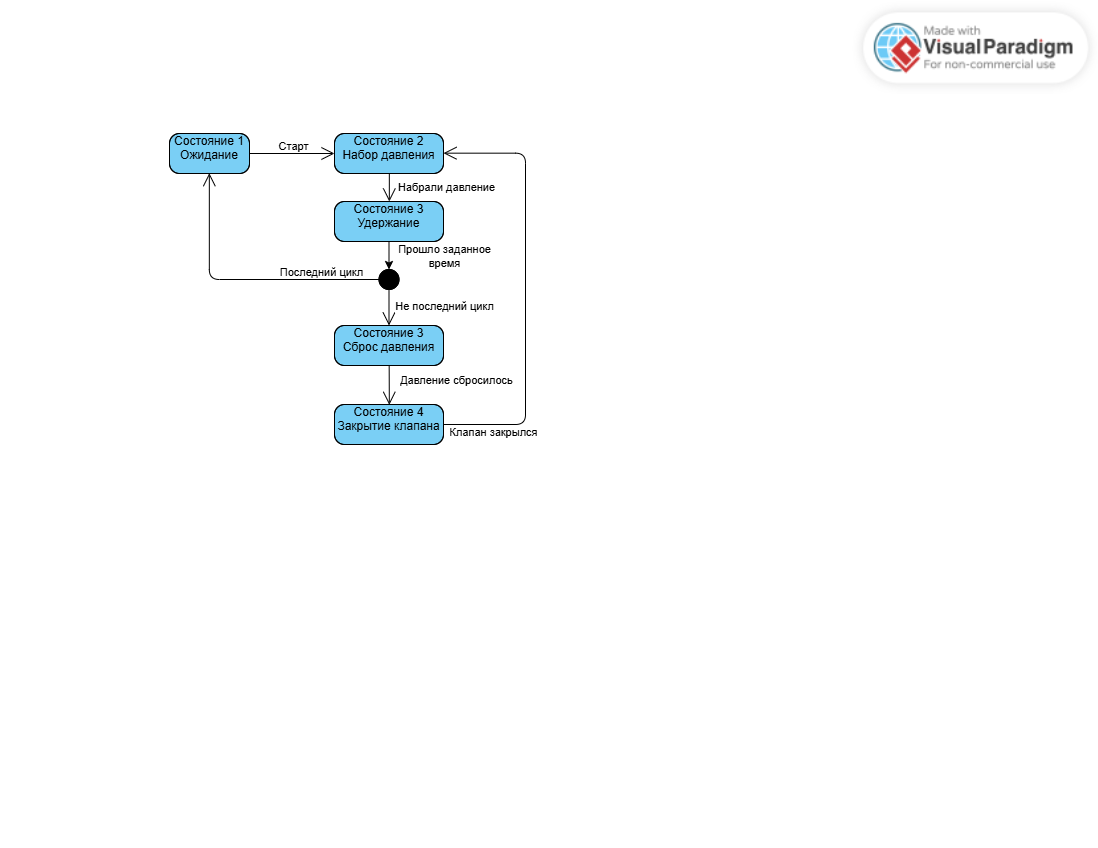 Made with
Visual Paradigm
For non-commercial use
Состояние 1
Ожидание
Старт
Состояние 2
Набор давления
Набрали давление
Состояние 3
Удержание
Прошло заданное
время
Последний цикл
Не последний цикл
Состояние 3
Сброс давления
Давление сбросилось
Состояние 4
Закрытие клапана
Клапан закрылся